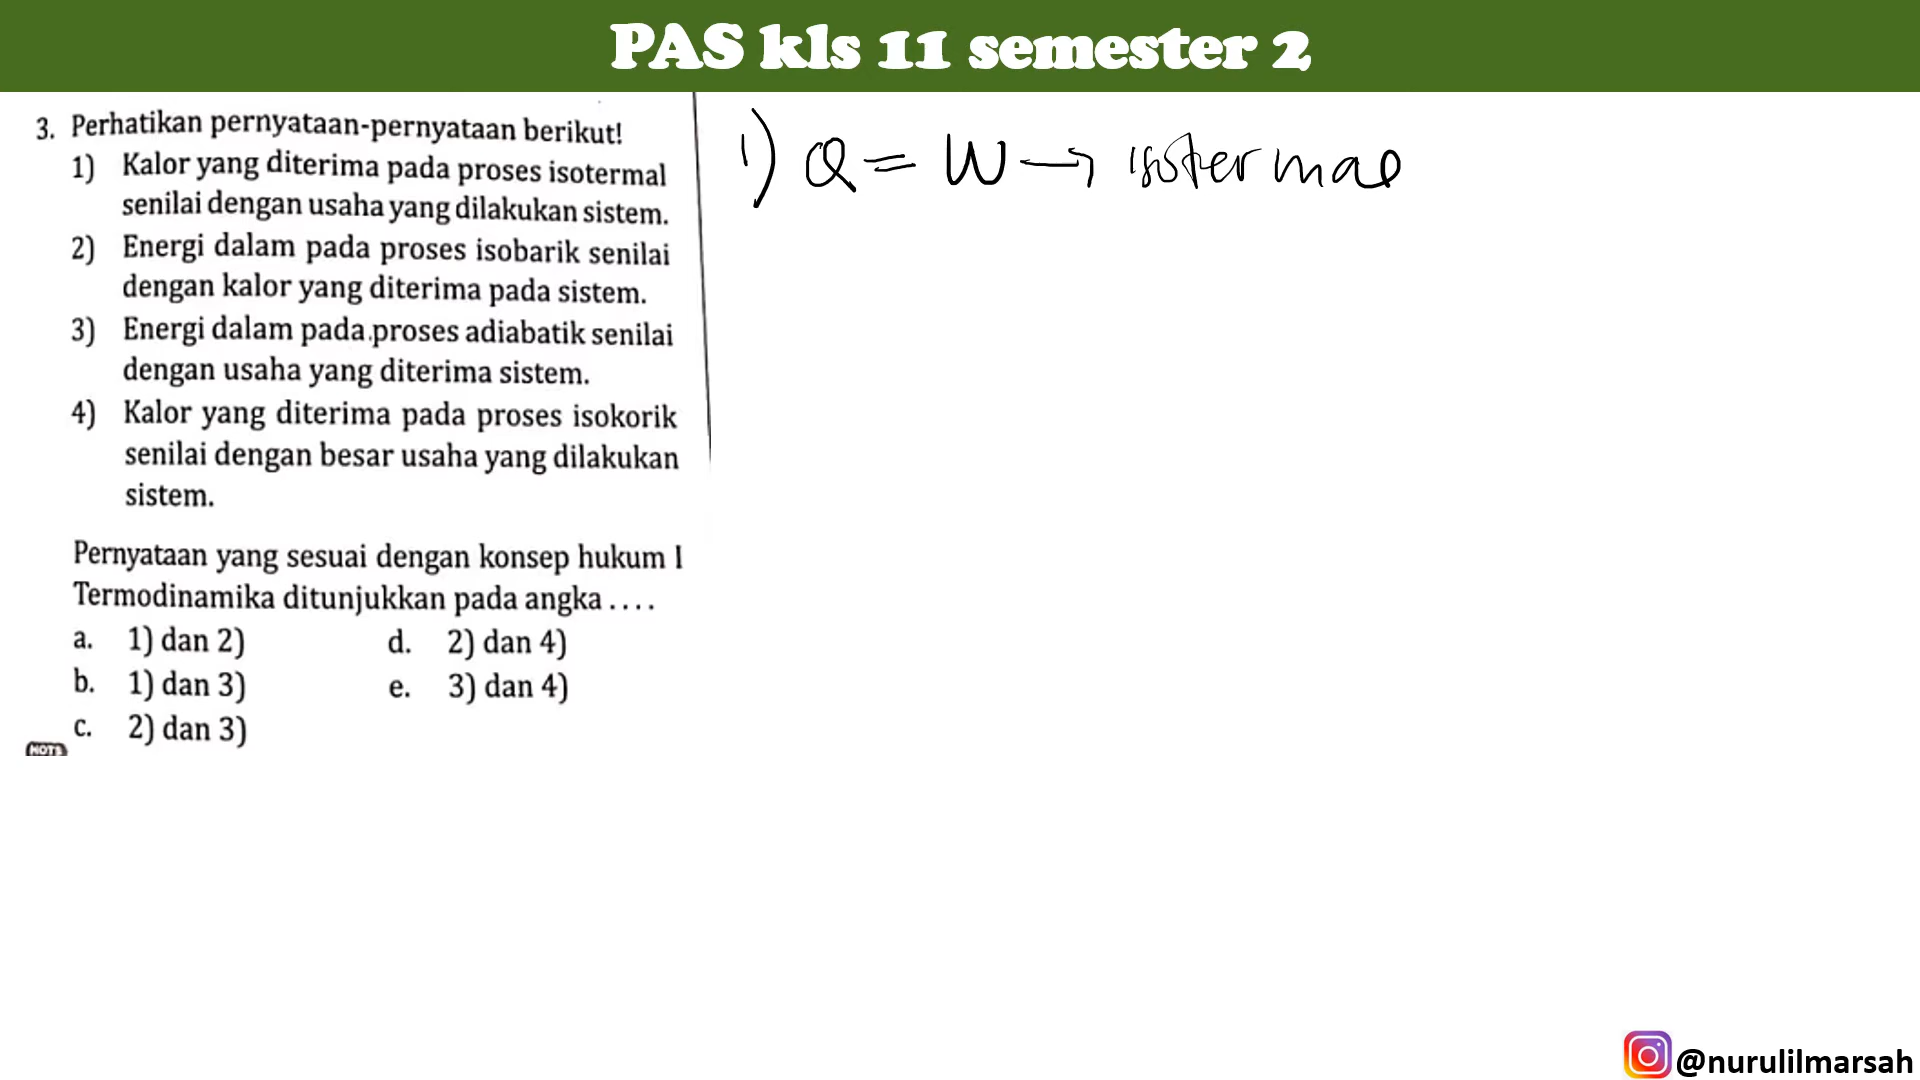 PAS kls 11 semester 2
3. Perhatikan pernyataan-pernyataan berikut!
1) Kalor yang diterima pada proses isotermal
senilai dengan usaha yang dilakukan sistem.
2) Energi dalam pada proses isobarik senilai
dengan kalor yang diterima pada sistem.
3) Energi dalam pada proses adiabatik senilai
dengan usaha yang diterima sistem.
4) Kalor yang diterima pada proses isokorik
senilai dengan besar usaha yang dilakukan
sistem.
Pernyataan yang sesuai dengan konsep hukum I
Termodinamika ditunjukkan pada angka . . . .
a. 1) dan 2)
b. 1) dan 3)
c. 2) dan 3)
d. 2) dan 4)
e. 3) dan 4)
HOTS
1) Q = W → isotermal
@nurulilmarsah